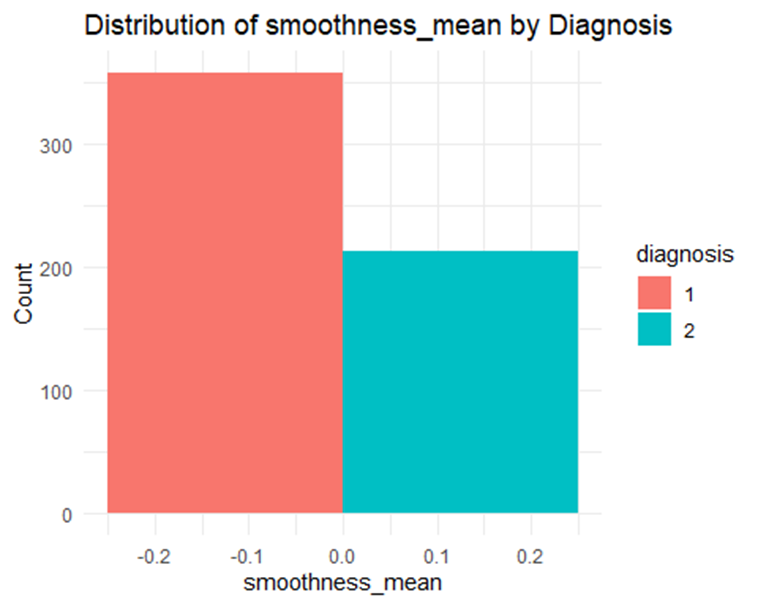 Distribution of smoothness_mean by Diagnosis
Count
300
200
100
0
-0.2 -0.1 0.0 0.1 0.2
smoothness_mean
diagnosis
1
2